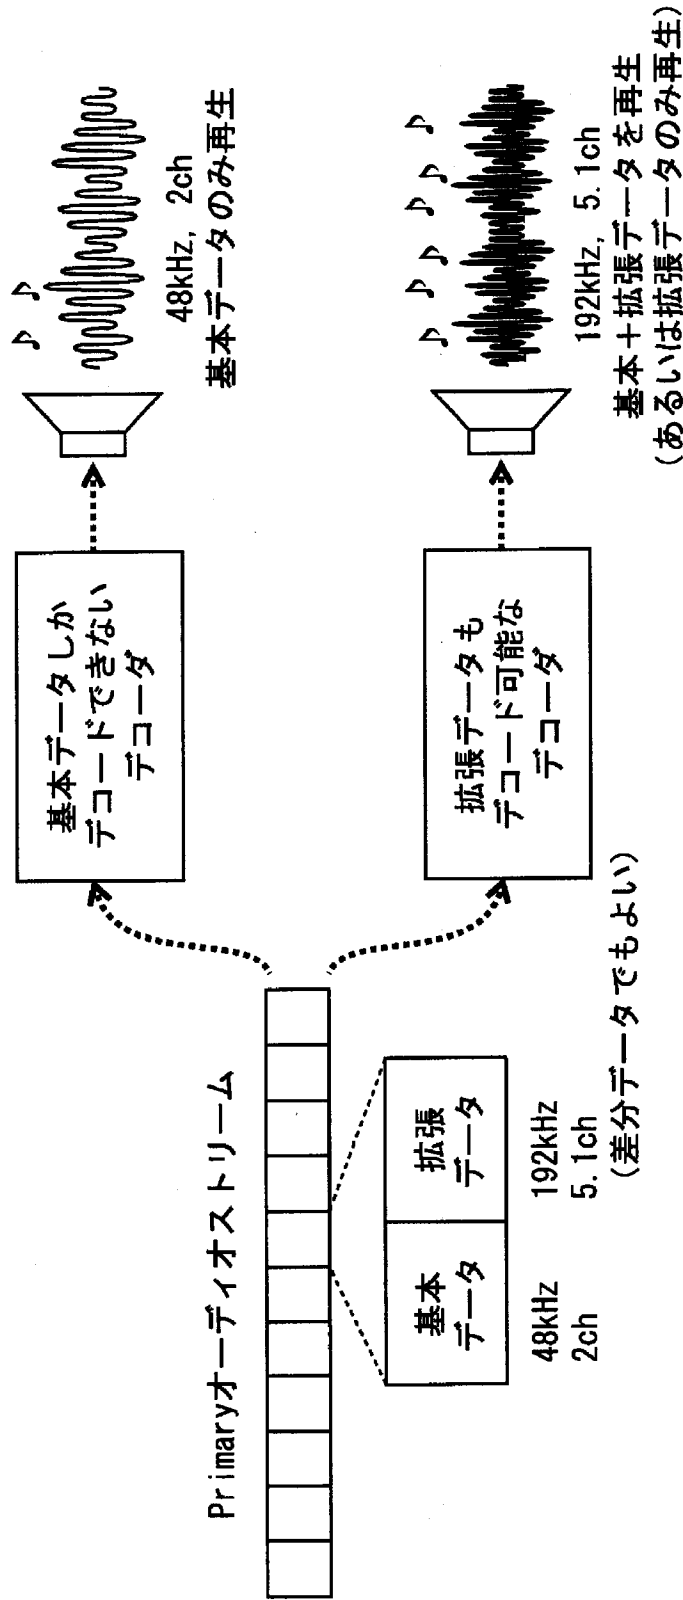 Primaryオーディオストリーム
基本
データ
拡張
データ
48kHz
2ch
192kHz
5.1ch
(差分データでもよい)
基本データしか
デコードできない
デコーダ
48kHz, 2ch
基本データのみ再生
拡張データも
デコード可能な
デコーダ
192kHz, 5.1ch
基本+拡張データを再生
(あるいは拡張データのみ再生)